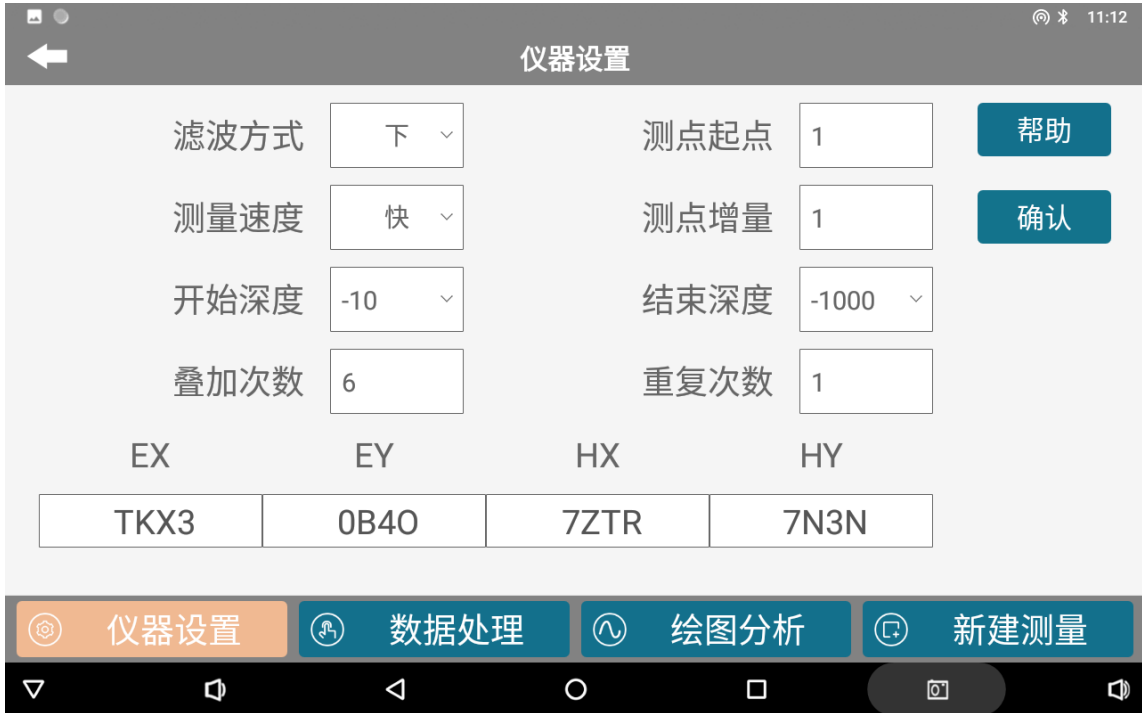 11:12
仪器设置
滤波方式 下 测点起点 1 帮助
测量速度 快 测点增量 1 确认
开始深度 -10 结束深度 -1000
叠加次数 6 重复次数 1
EX EY HX HY
TKX3 0B4O 7ZTR 7N3N
仪器设置 数据处理 绘图分析 新建测量